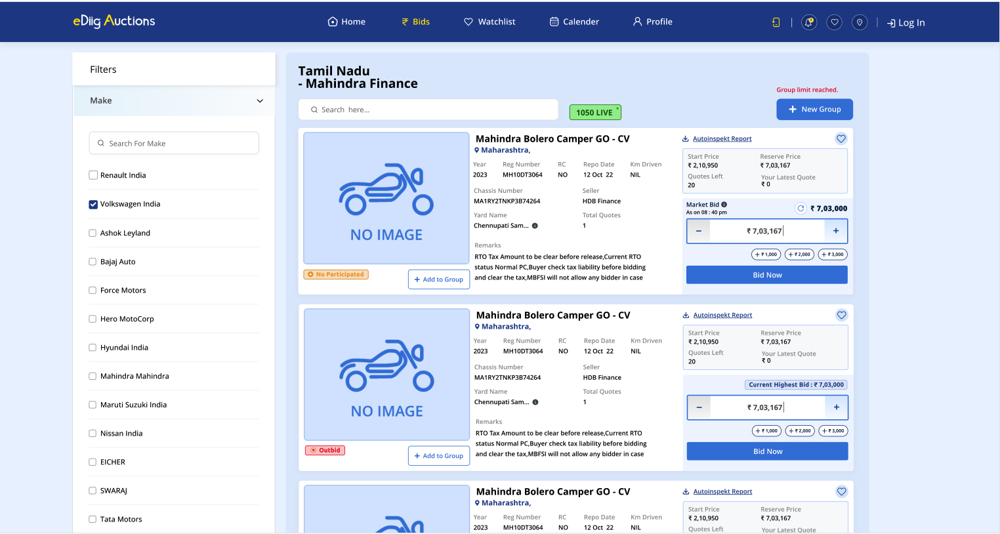 eDiig Auctions
Home
₹ Bids
Watchlist
Calender
Profile
Log In
Filters
Make
Search For Make
Renault India
Volkswagen India
Ashok Leyland
Bajaj Auto
Force Motors
Hero MotoCorp
Hyundai India
Mahindra Mahindra
Maruti Suzuki India
Nissan India
EICHER
SWARAJ
Tata Motors
Tamil Nadu
- Mahindra Finance
Group limit reached.
Search here...
1050 LIVE
+ New Group
NO IMAGE
No Participated
+ Add to Group
Mahindra Bolero Camper GO - CV
Maharashtra,
Year Reg Number RC Repo Date Km Driven
2023 MH10DT3064 NO 12 Oct 22 NIL
Chassis Number Seller
MA1RY2TNKP3B74264 HDB Finance
Yard Name Total Quotes
Chennupati Sam... 1
Remarks
RTO Tax Amount to be clear before release,Current RTO
status Normal PC,Buyer check tax liability before bidding
and clear the tax,MBFSI will not allow any bidder in case
Autoinspekt Report
Start Price Reserve Price
₹ 2,10,950 ₹ 7,03,167
Quotes Left Your Latest Quote
20 ₹ 0
Market Bid
As on 08 : 40 pm
₹ 7,03,000
− ₹ 7,03,167 +
+ ₹ 1,000 + ₹ 2,000 + ₹ 3,000
Bid Now
NO IMAGE
Outbid
+ Add to Group
Mahindra Bolero Camper GO - CV
Maharashtra,
Year Reg Number RC Repo Date Km Driven
2023 MH10DT3064 NO 12 Oct 22 NIL
Chassis Number Seller
MA1RY2TNKP3B74264 HDB Finance
Yard Name Total Quotes
Chennupati Sam... 1
Remarks
RTO Tax Amount to be clear before release,Current RTO
status Normal PC,Buyer check tax liability before bidding
and clear the tax,MBFSI will not allow any bidder in case
Autoinspekt Report
Start Price Reserve Price
₹ 2,10,950 ₹ 7,03,167
Quotes Left Your Latest Quote
20 ₹ 0
Current Highest Bid : ₹ 7,03,000
− ₹ 7,03,167 +
+ ₹ 1,000 + ₹ 2,000 + ₹ 3,000
Bid Now
Mahindra Bolero Camper GO - CV
Maharashtra,
Year Reg Number RC Repo Date Km Driven
2023 MH10DT3064 NO 12 Oct 22 NIL
Autoinspekt Report
Start Price Reserve Price
₹ 2,10,950 ₹ 7,03,167
Quotes Left Your Latest Quote